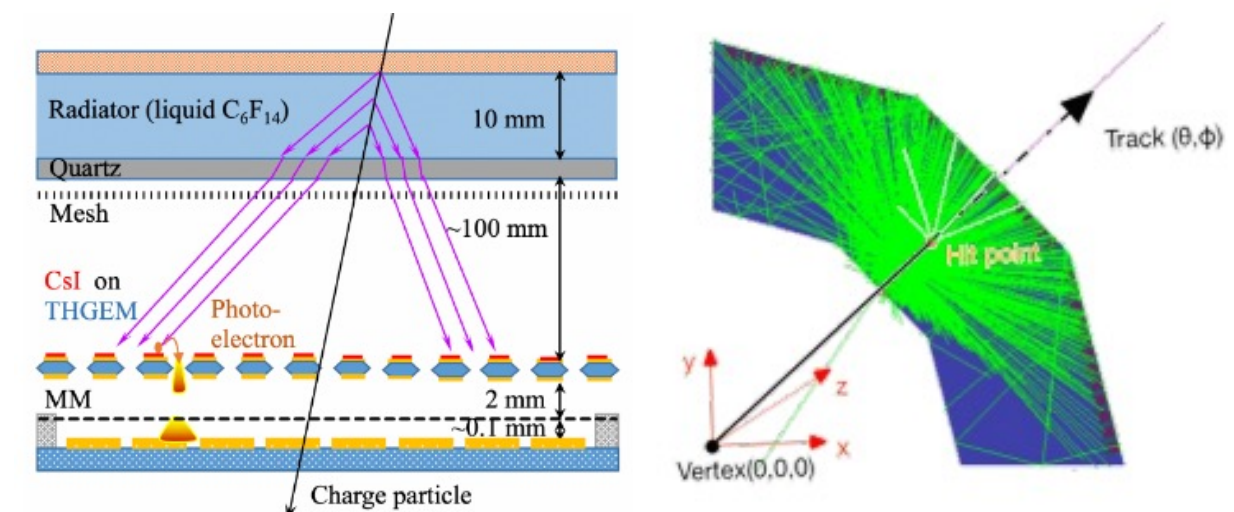 Radiator (liquid C₆F₁₄)
10 mm
Quartz
Mesh
~100 mm
CsI on
THGEM
Photo-
electron
MM
2 mm
~0.1 mm
Charge particle
Track (θ,ϕ)
Hit point
y
z
x
Vertex(0,0,0)